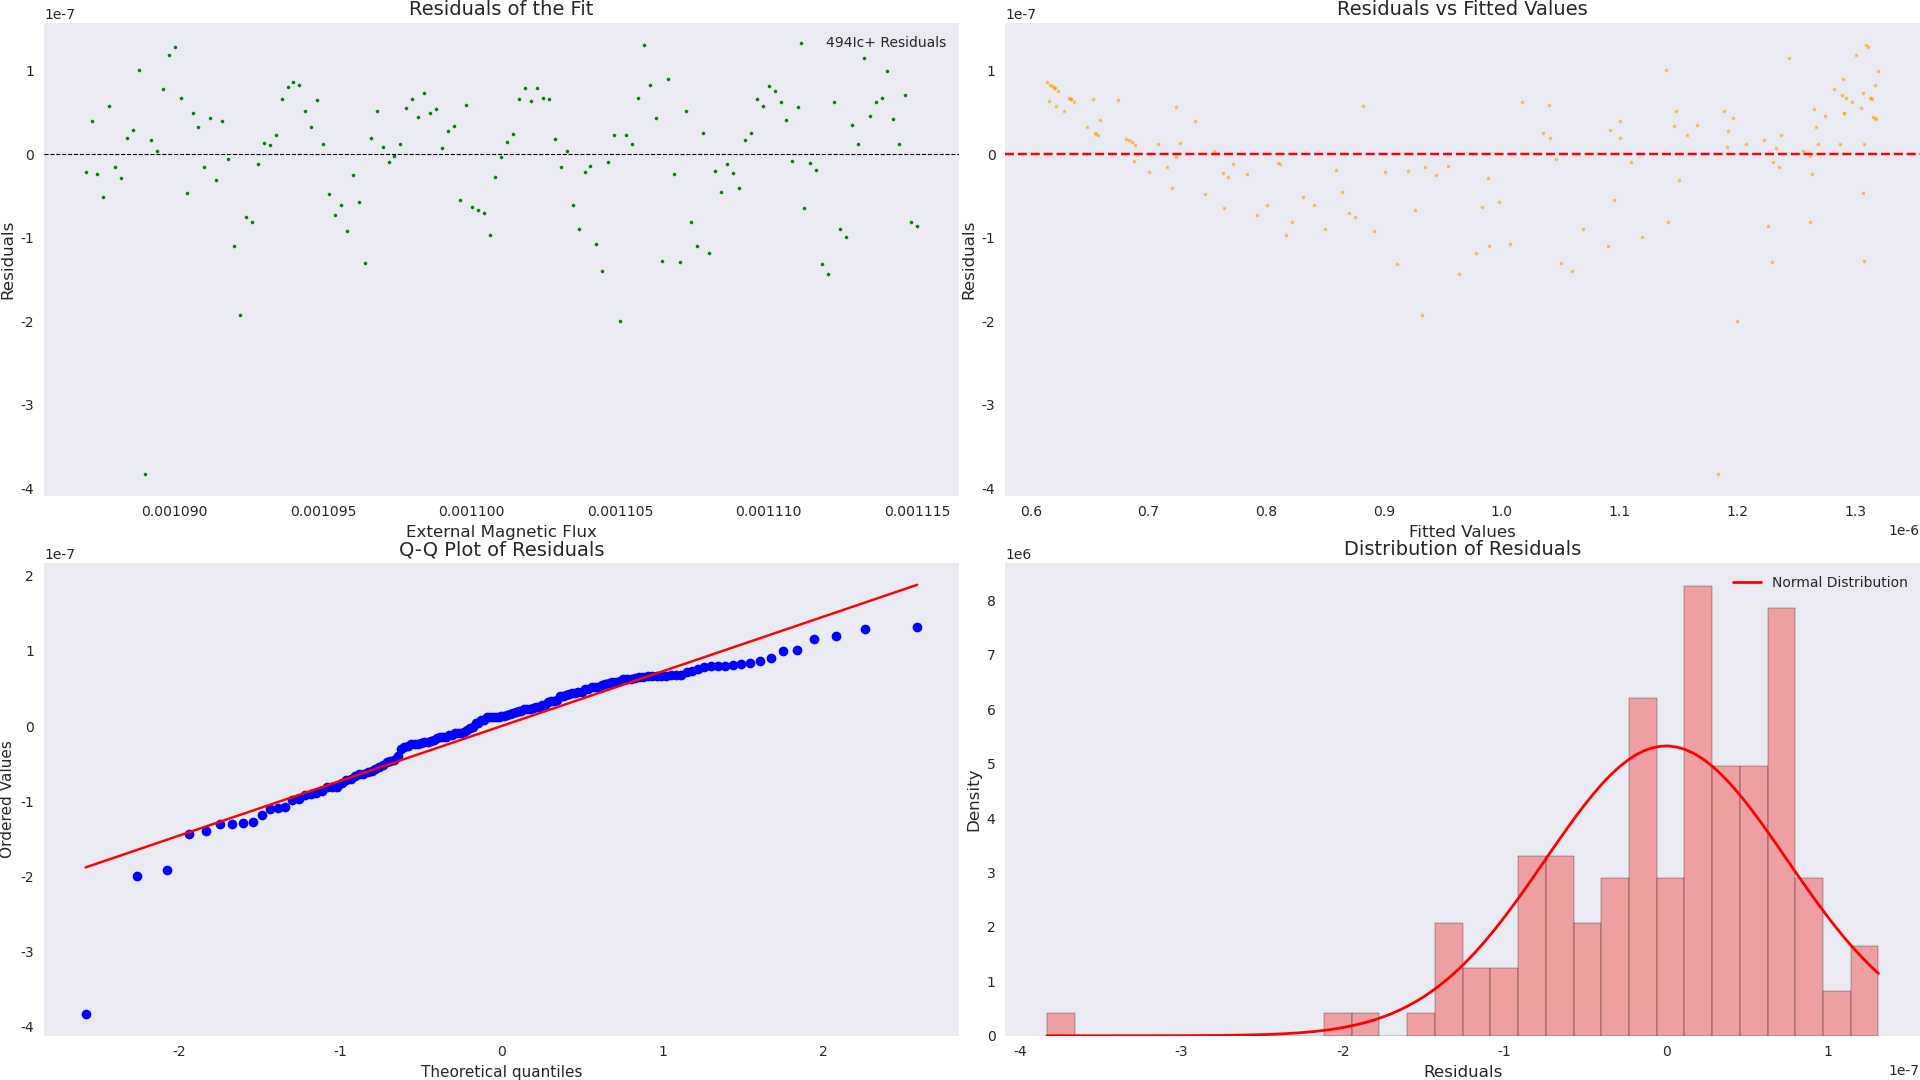 Residuals of the Fit
1e-7
494Ic+ Residuals
1
0
-1
-2
-3
-4
Residuals
0.001090 0.001095 0.001100 0.001105 0.001110 0.001115
External Magnetic Flux
Residuals vs Fitted Values
1e-7
1
0
-1
-2
-3
-4
Residuals
0.6 0.7 0.8 0.9 1.0 1.1 1.2 1.3
1e-6
Fitted Values
Q-Q Plot of Residuals
1e-7
2
1
0
-1
-2
-3
-4
Ordered Values
-2 -1 0 1 2
Theoretical quantiles
Distribution of Residuals
1e6
Normal Distribution
8
7
6
5
4
3
2
1
0
Density
-4 -3 -2 -1 0 1
1e-7
Residuals